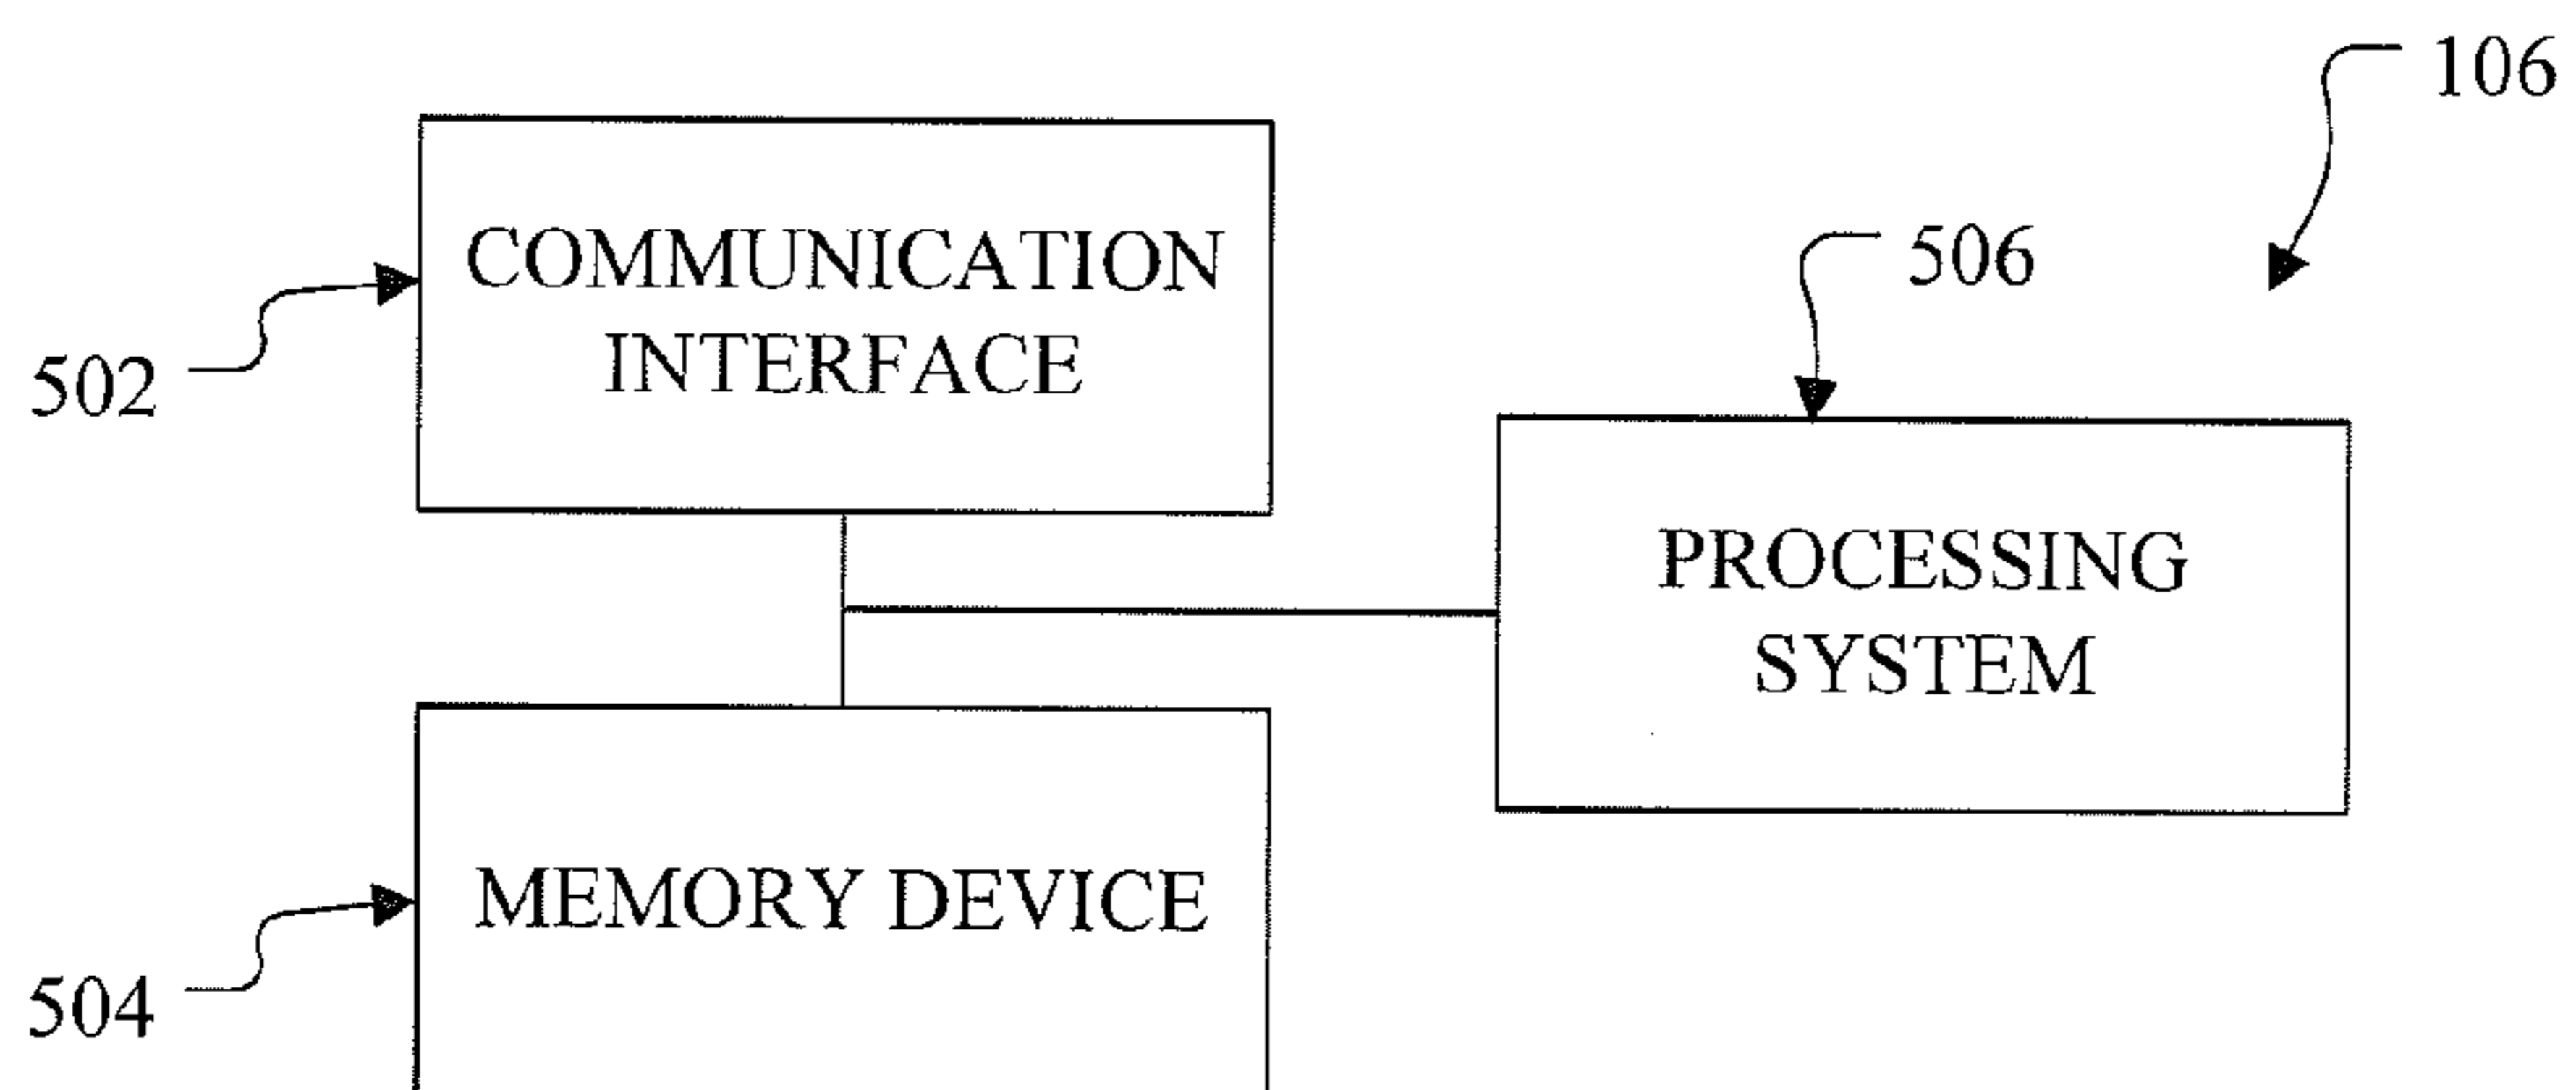 106
506
COMMUNICATION
INTERFACE
502
PROCESSING
SYSTEM
MEMORY DEVICE
504